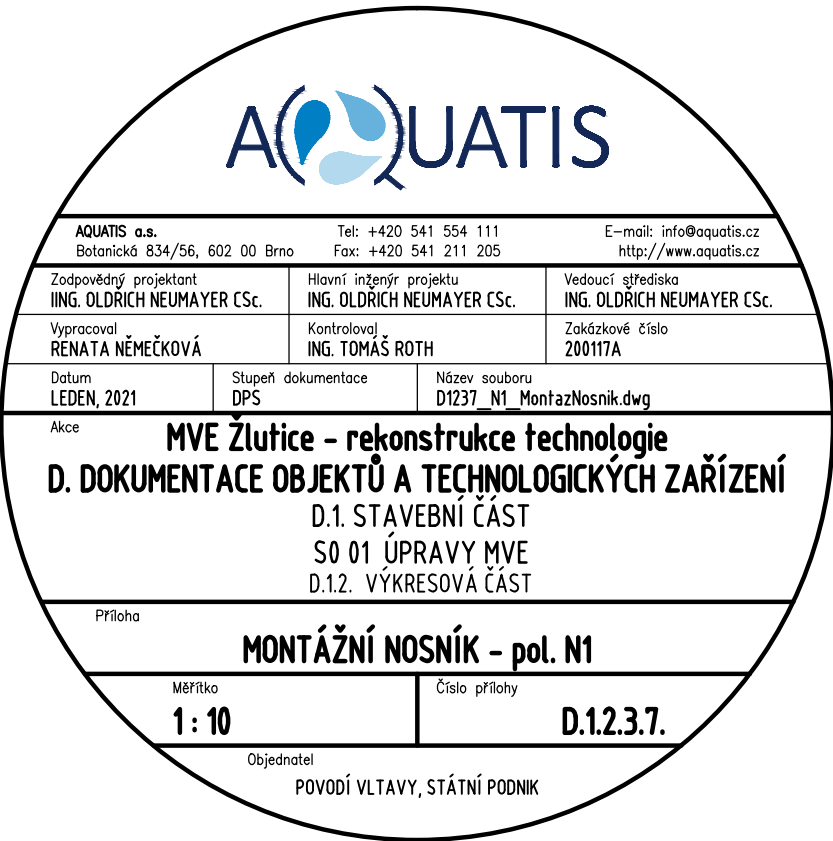 AQUATIS
AQUATIS a.s. Tel: +420 541 554 111 E-mail: info@aquatis.cz
Botanická 834/56, 602 00 Brno Fax: +420 541 211 205 http://www.aquatis.cz
Zodpovědný projektant Hlavní inženýr projektu Vedoucí střediska
IING. OLDŘICH NEUMAYER CSc. ING. OLDŘICH NEUMAYER CSc. ING. OLDŘICH NEUMAYER CSc.
Vypracoval Kontroloval Zakázkové číslo
RENATA NĚMEČKOVÁ ING. TOMÁŠ ROTH 200117A
Datum Stupeň dokumentace Název souboru
LEDEN, 2021 DPS D1237_N1_MontazNosnik.dwg
Akce
MVE Žlutice - rekonstrukce technologie
D. DOKUMENTACE OBJEKTŮ A TECHNOLOGICKÝCH ZAŘÍZENÍ
D.1. STAVEBNÍ ČÁST
SO 01 ÚPRAVY MVE
D.1.2. VÝKRESOVÁ ČÁST
Příloha
MONTÁŽNÍ NOSNÍK - pol. N1
Měřítko Číslo přílohy
1 : 10 D.1.2.3.7.
Objednatel
POVODÍ VLTAVY, STÁTNÍ PODNIK